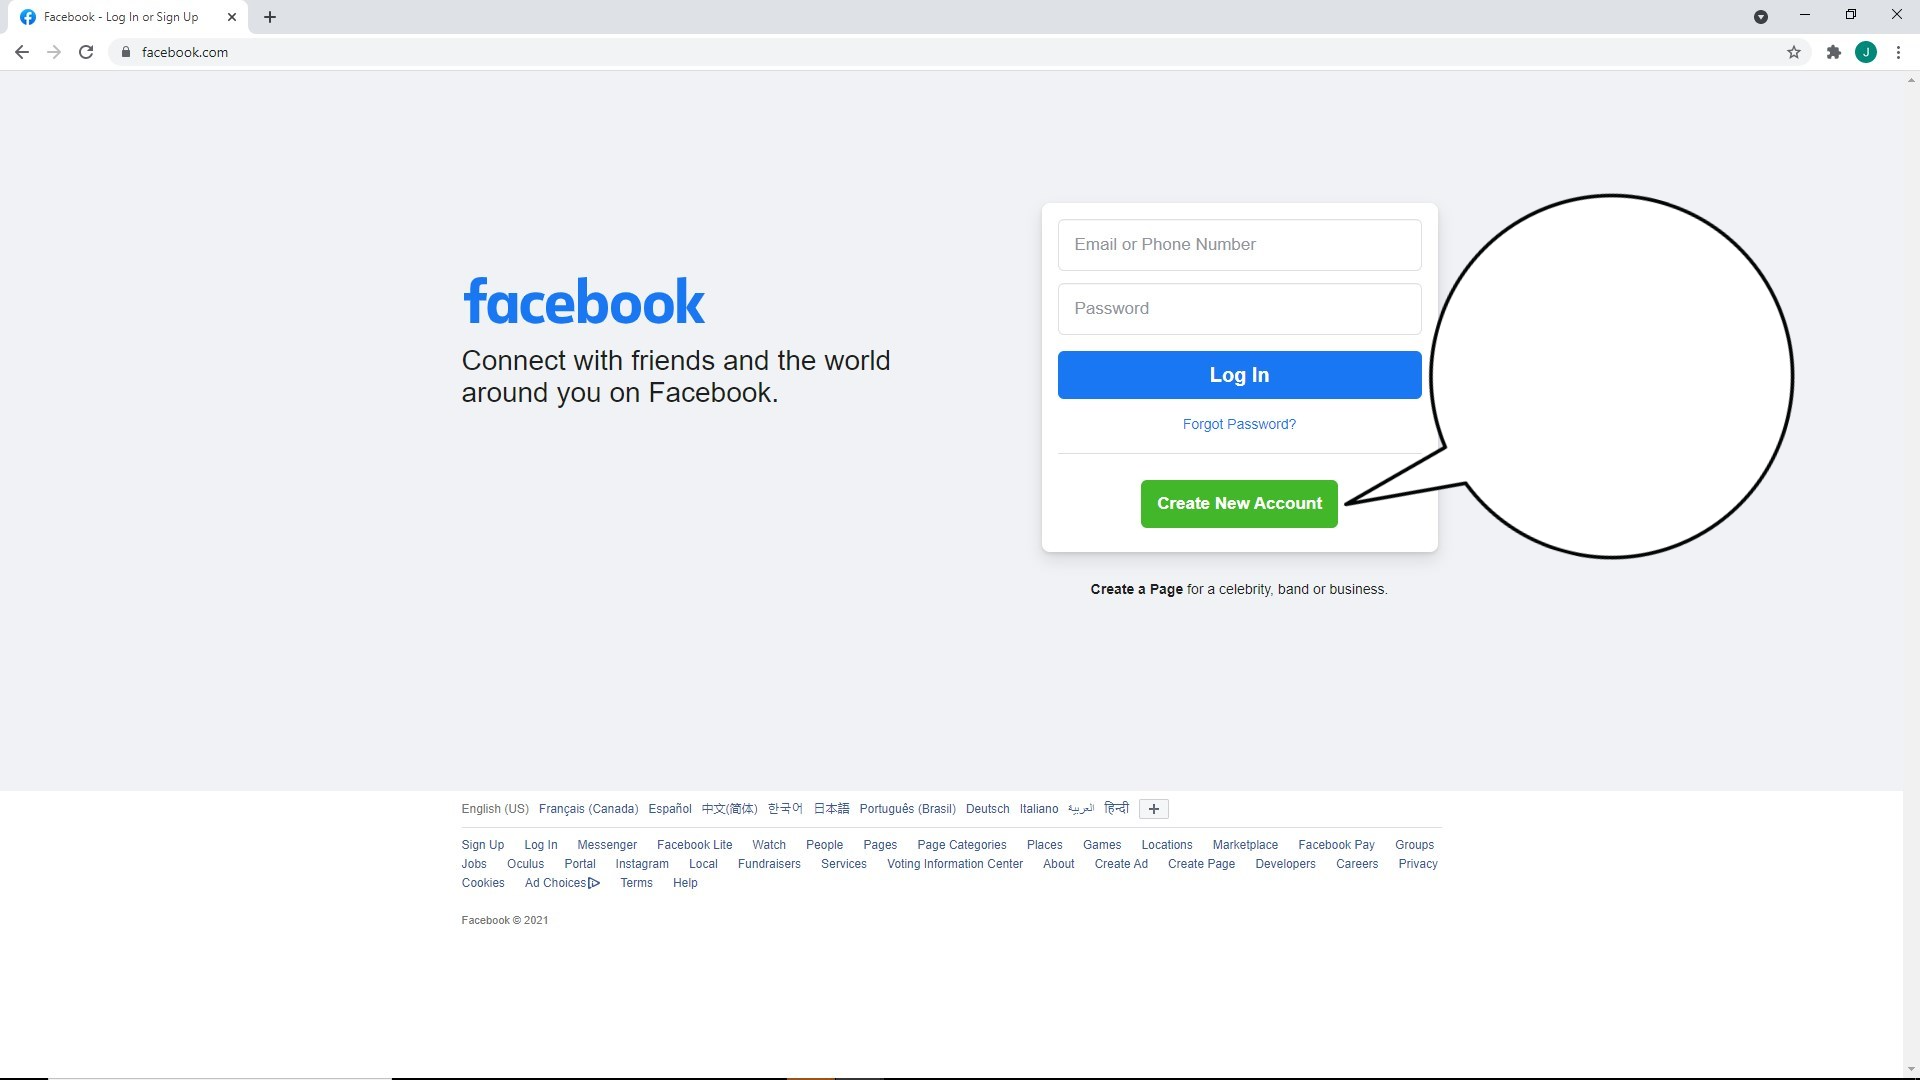 Facebook - Log In or Sign Up
facebook.com
J
facebook
Connect with friends and the world
around you on Facebook.
Email or Phone Number
Password
Log In
Forgot Password?
Create New Account
Create a Page for a celebrity, band or business.
English (US) Français (Canada) Español 中文(简体) 한국어 日本語 Português (Brasil) Deutsch Italiano العربية हिन्दी +
Sign Up Log In Messenger Facebook Lite Watch People Pages Page Categories Places Games Locations Marketplace Facebook Pay Groups
Jobs Oculus Portal Instagram Local Fundraisers Services Voting Information Center About Create Ad Create Page Developers Careers Privacy
Cookies Ad Choices Terms Help
Facebook © 2021